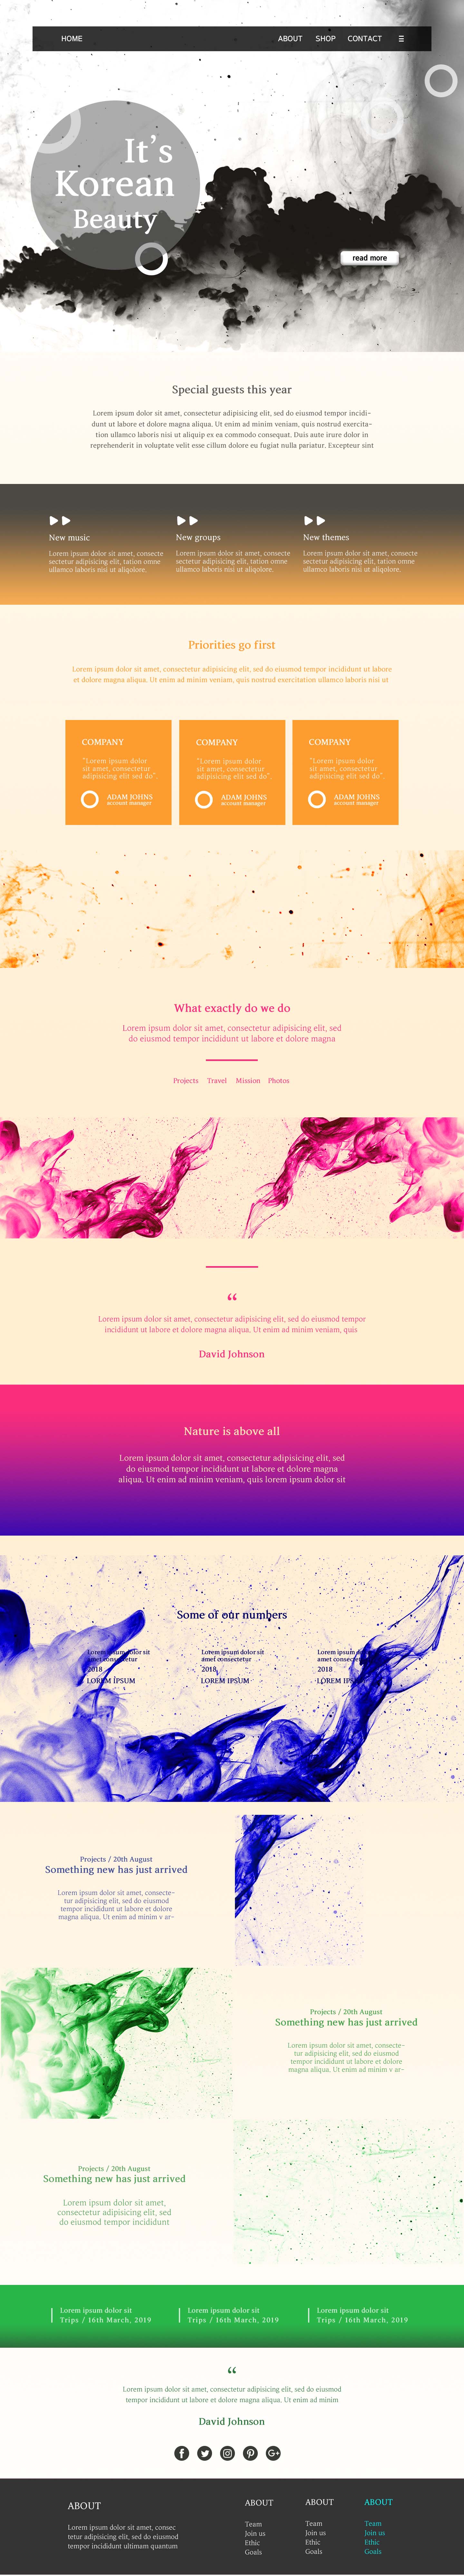 HOME ABOUT SHOP CONTACT
It's
Korean
Beauty
read more
Special guests this year
Lorem ipsum dolor sit amet, consectetur adipisicing elit, sed do eiusmod tempor incidi-
dunt ut labore et dolore magna aliqua. Ut enim ad minim veniam, quis nostrud exercita-
tion ullamco laboris nisi ut aliquip ex ea commodo consequat. Duis aute irure dolor in
reprehenderit in voluptate velit esse cillum dolore eu fugiat nulla pariatur. Excepteur sint
New music
Lorem ipsum dolor sit amet, consecte
sectetur adipisicing elit, tation omne
ullamco laboris nisi ut aliqolore.
New groups
Lorem ipsum dolor sit amet, consectetur
sectetur adipisicing elit, tation omne
ullamco laboris nisi ut aliqolore.
New themes
Lorem ipsum dolor sit amet, consecte
sectetur adipisicing elit, tation omne
ullamco laboris nisi ut aliqolore.
Priorities go first
Lorem ipsum dolor sit amet, consectetur adipisicing elit, sed do eiusmod tempor incididunt ut labore
et dolore magna aliqua. Ut enim ad minim veniam, quis nostrud exercitation ullamco laboris nisi ut
COMPANY
"Lorem ipsum dolor
sit amet, consectetur
adipisicing elit sed do".
ADAM JOHNS
account manager
COMPANY
"Lorem ipsum dolor
sit amet, consectetur
adipisicing elit sed do".
ADAM JOHNS
account manager
COMPANY
"Lorem ipsum dolor
sit amet, consectetur
adipisicing elit sed do".
ADAM JOHNS
account manager
What exactly do we do
Lorem ipsum dolor sit amet, consectetur adipisicing elit, sed
do eiusmod tempor incididunt ut labore et dolore magna
Projects Travel Mission Photos
“
Lorem ipsum dolor sit amet, consectetur adipisicing elit, sed do eiusmod tempor
incididunt ut labore et dolore magna aliqua. Ut enim ad minim veniam, quis
David Johnson
Nature is above all
Lorem ipsum dolor sit amet, consectetur adipisicing elit, sed
do eiusmod tempor incididunt ut labore et dolore magna
aliqua. Ut enim ad minim veniam, quis lorem ipsum dolor sit
Some of our numbers
Lorem ipsum dolor sit
amet consectetur
2018
LOREM IPSUM
Lorem ipsum dolor sit
amet consectetur
2018
LOREM IPSUM
Lorem ipsum
amet
2018
LOREM
Projects / 20th August
Something new has just arrived
Lorem ipsum dolor sit amet, consecte-
tur adipisicing elit, sed do eiusmod
tempor incididunt ut labore et dolore
magna aliqua. Ut enim ad minim v ar-
Projects / 20th August
Something new has just arrived
Lorem ipsum dolor sit amet, consecte-
tur adipisicing elit, sed do eiusmod
tempor incididunt ut labore et dolore
magna aliqua. Ut enim ad minim v ar-
Projects / 20th August
Something new has just arrived
Lorem ipsum dolor sit amet,
consectetur adipisicing elit, sed
do eiusmod tempor incididunt
Lorem ipsum dolor sit
Trips / 16th March, 2019
Lorem ipsum dolor sit
Trips / 16th March, 2019
Lorem ipsum dolor sit
Trips / 16th March, 2019
“
Lorem ipsum dolor sit amet, consectetur adipisicing elit, sed do eiusmod
tempor incididunt ut labore et dolore magna aliqua. Ut enim ad minim
David Johnson
ABOUT
Lorem ipsum dolor sit amet, consec
tetur adipisicing elit, sed do eiusmod
tempor incididunt ultimam quantum
ABOUT
Team
Join us
Ethic
Goals
ABOUT
Team
Join us
Ethic
Goals
ABOUT
Team
Join us
Ethic
Goals